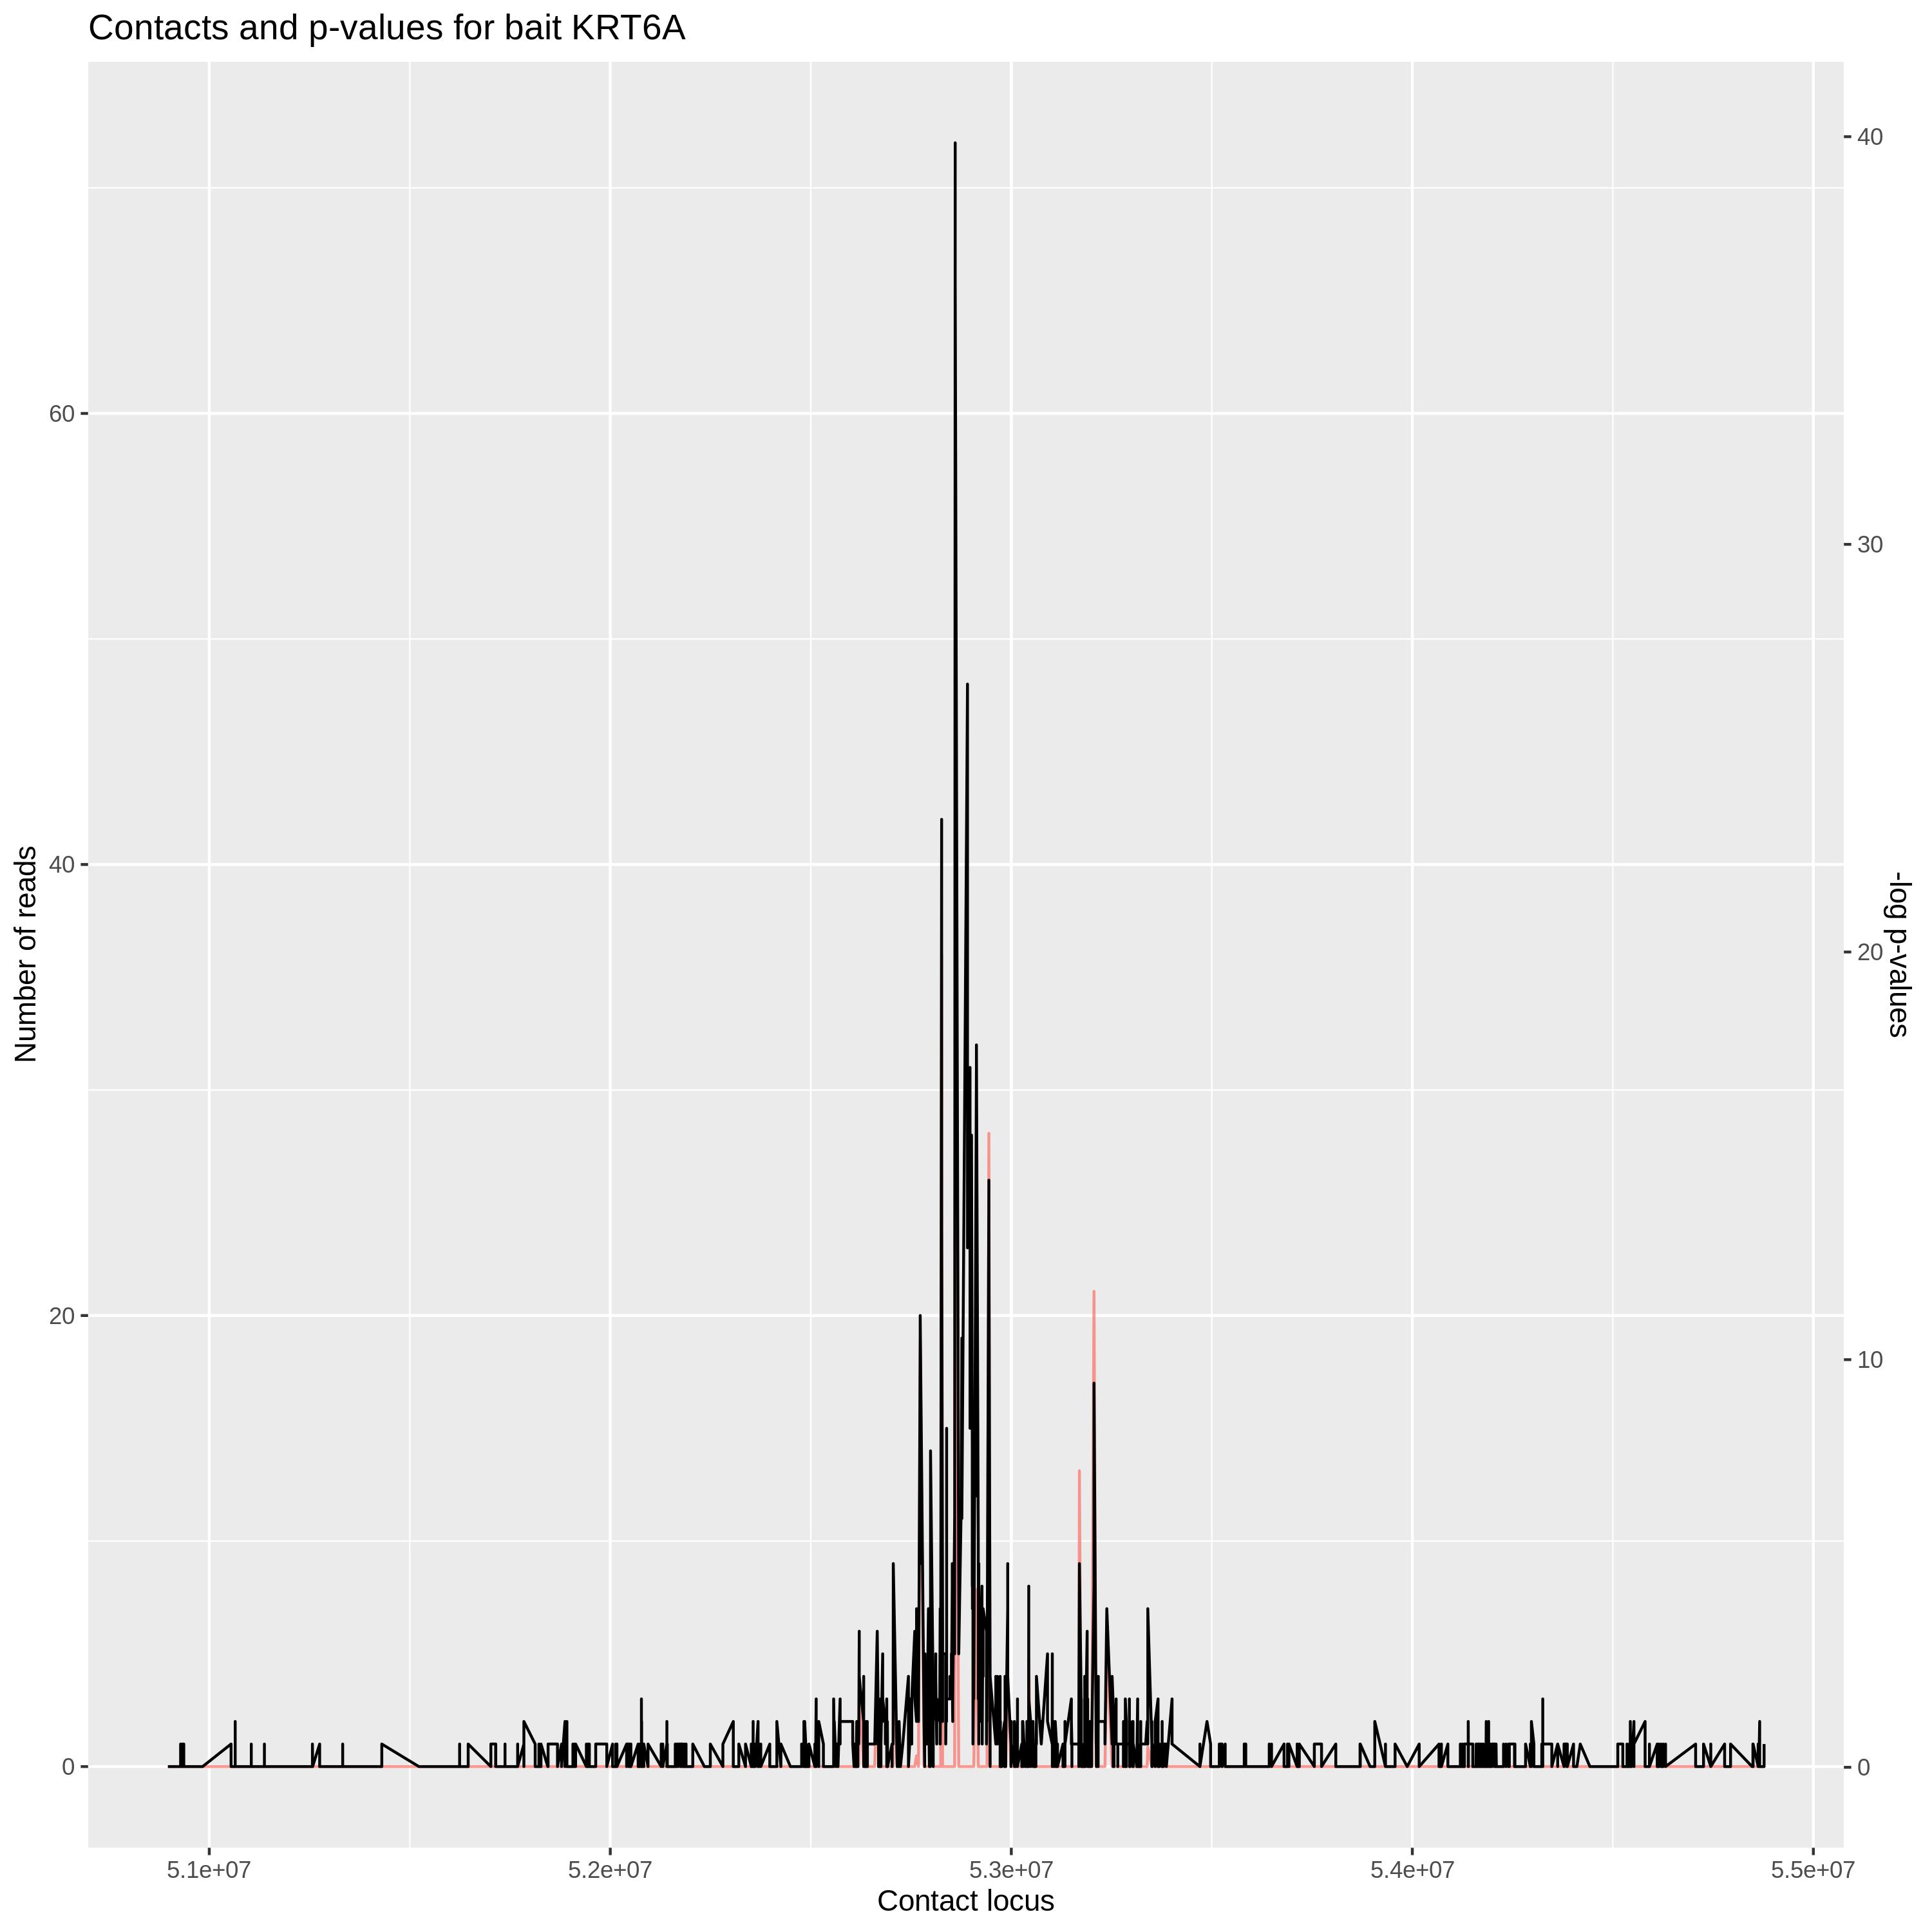 Contacts and p-values for bait KRT6A
Number of reads
60
40
20
0
40
30
20
10
0
-log p-values
5.1e+07 5.2e+07 5.3e+07 5.4e+07 5.5e+07
Contact locus